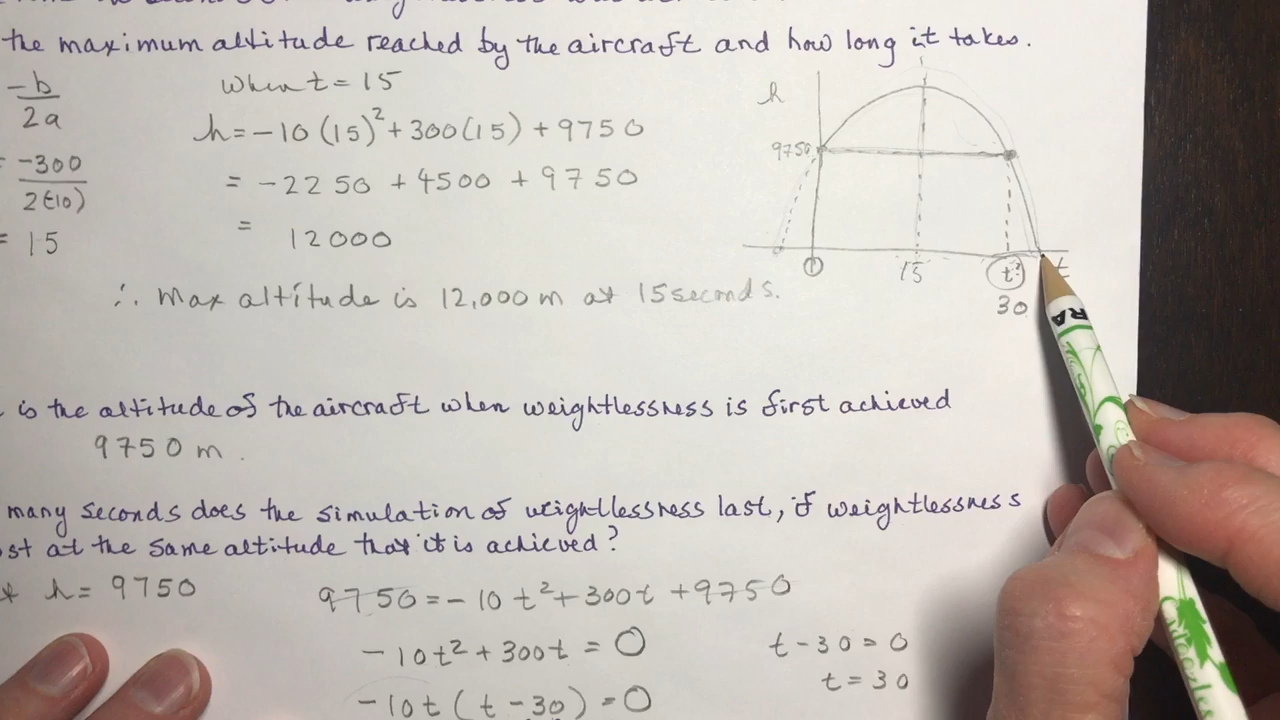 the maximum altitude reached by the aircraft and how long it takes.
-b
2a
when t = 15
h
h = -10 (15)² + 300(15) + 9750
-300
2(-10)
9750
= -2250 + 4500 + 9750
= 15
= 12000
0
15
t?
t
30
∴ Max altitude is 12,000 m at 15 seconds.
is the altitude of the aircraft when weightlessness is first achieved
9750 m.
many seconds does the simulation of weightlessness last, if weightlessness
st at the same altitude that it is achieved?
h = 9750
9750 = -10t² + 300t + 9750
-10t² + 300t = 0
t - 30 = 0
t = 30
-10t (t - 30) = 0
RA